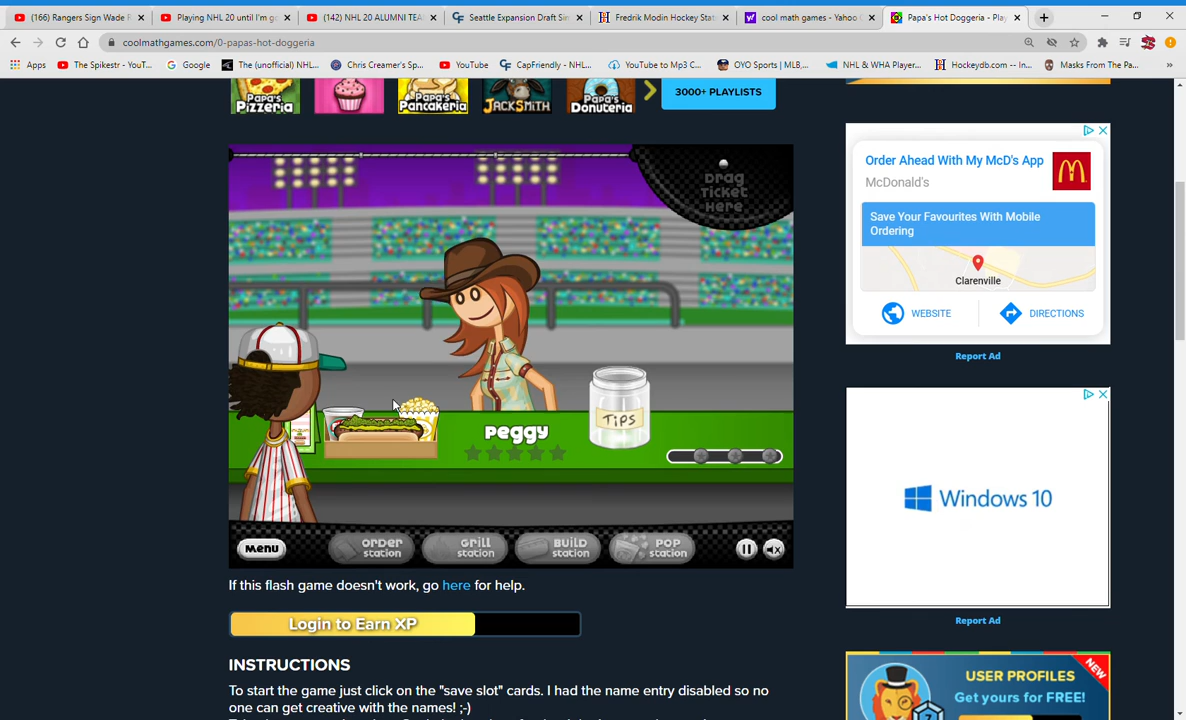 (166) Rangers Sign Wade R
Playing NHL 20 until I'm g
(142) NHL 20 ALUMNI TEA
Seattle Expansion Draft Sim
Fredrik Modin Hockey Stat
cool math games - Yahoo
Papa's Hot Doggeria - Play
coolmathgames.com/0-papas-hot-doggeria
Apps
The Spikestr - YouT...
Google
The (unofficial) NHL...
Chris Creamer's Sp...
YouTube
CapFriendly - NHL...
YouTube to Mp3 C...
OYO Sports | MLB,...
NHL & WHA Player...
Hockeydb.com -- In...
Masks From The Pa...
Papa's Pizzeria
Papa's Pancakeria
JackSmith
Papa's Donuteria
3000+ PLAYLISTS
Drag
Ticket
Here
TIPS
Peggy
Menu
Order Station
Grill Station
Build Station
Pop Station
If this flash game doesn't work, go here for help.
Login to Earn XP
INSTRUCTIONS
To start the game just click on the "save slot" cards. I had the name entry disabled so no
one can get creative with the names! ;-)
Order Ahead With My McD's App
McDonald's
Save Your Favourites With Mobile
Ordering
Clarenville
WEBSITE
DIRECTIONS
Report Ad
Windows 10
Report Ad
NEW
USER PROFILES
Get yours for FREE!